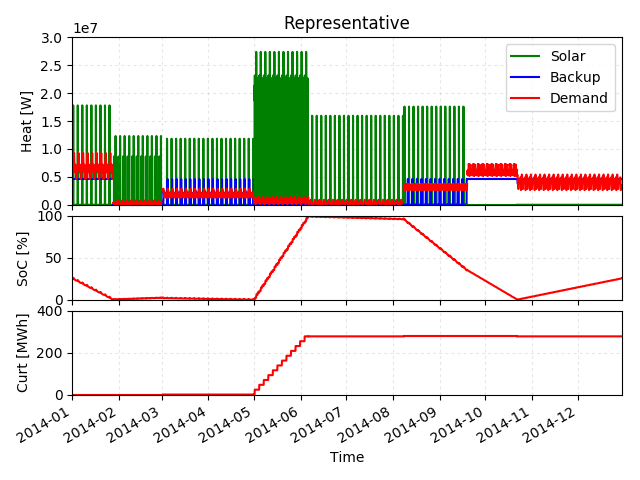 Representative
1e7
3.0
2.5
2.0
1.5
1.0
0.5
0.0
Heat [W]
Solar
Backup
Demand
100
50
0
SoC [%]
400
200
0
Curt [MWh]
2014-01
2014-02
2014-03
2014-04
2014-05
2014-06
2014-07
2014-08
2014-09
2014-10
2014-11
2014-12
Time